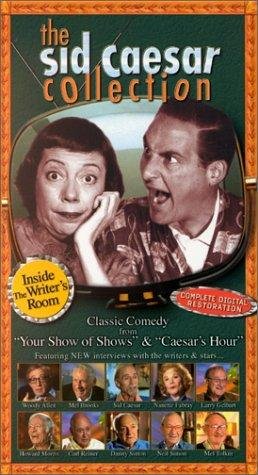 the
sid caesar
collection
Inside
The Writer's
Room
COMPLETE DIGITAL
RESTORATION
Classic Comedy
from
"Your Show of Shows" & "Caesar's Hour"
Featuring NEW interviews with the writers & stars...
Woody Allen Mel Brooks Sid Caesar Nanette Fabray Larry Gelbart
Howard Morris Carl Reiner Danny Simon Neil Simon Mel Tolkin